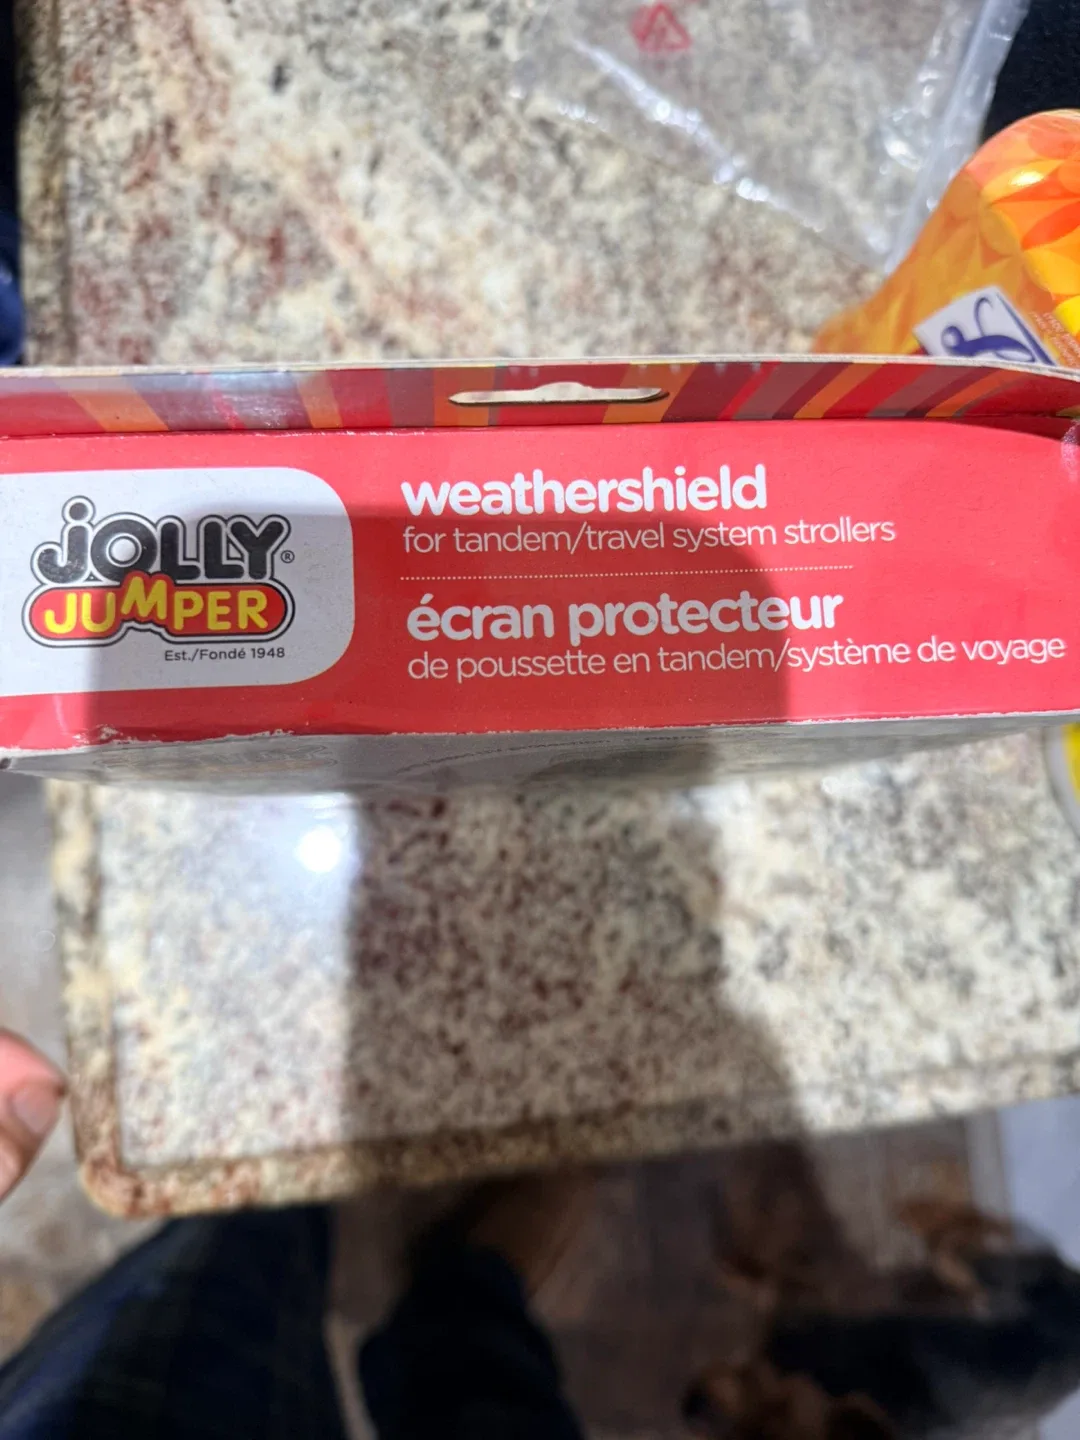 JOLLY®
JUMPER
Est./Fondé 1948
weathershield
for tandem/travel system strollers
écran protecteur
de poussette en tandem/système de voyage